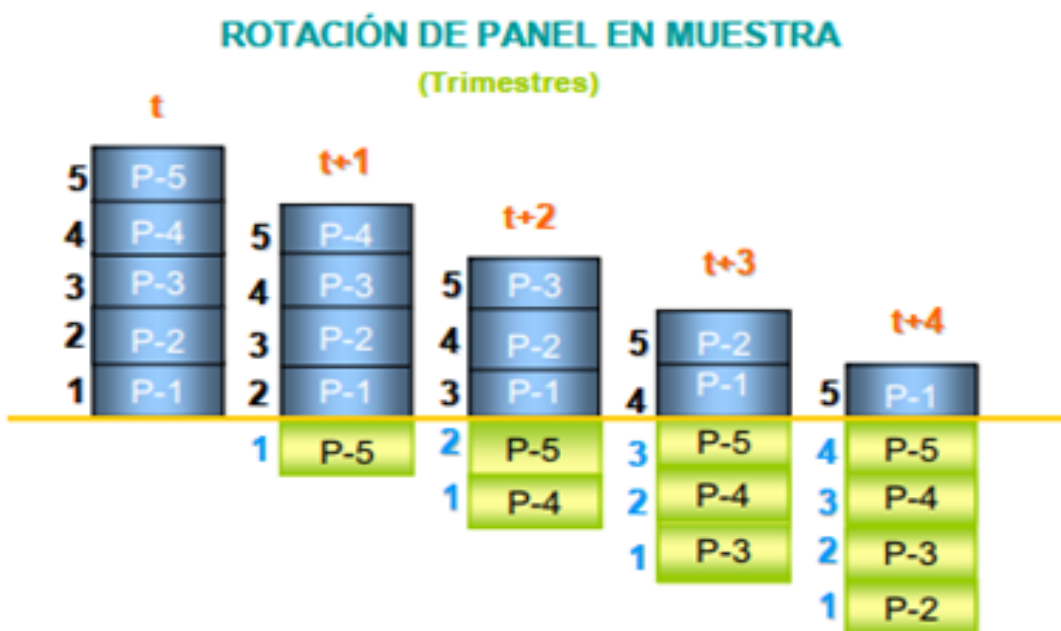 ROTACIÓN DE PANEL EN MUESTRA
(Trimestres)
t
5 P-5
4 P-4
3 P-3
2 P-2
1 P-1
t+1
5 P-4
4 P-3
3 P-2
2 P-1
1 P-5
t+2
5 P-3
4 P-2
3 P-1
2 P-5
1 P-4
t+3
5 P-2
4 P-1
3 P-5
2 P-4
1 P-3
t+4
5 P-1
4 P-5
3 P-4
2 P-3
1 P-2